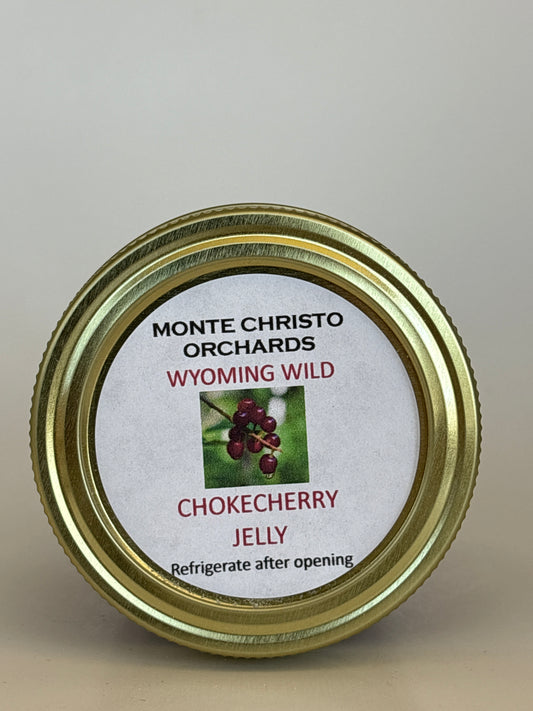 MONTE CHRISTO
ORCHARDS
WYOMING WILD
CHOKECHERRY
JELLY
Refrigerate after opening